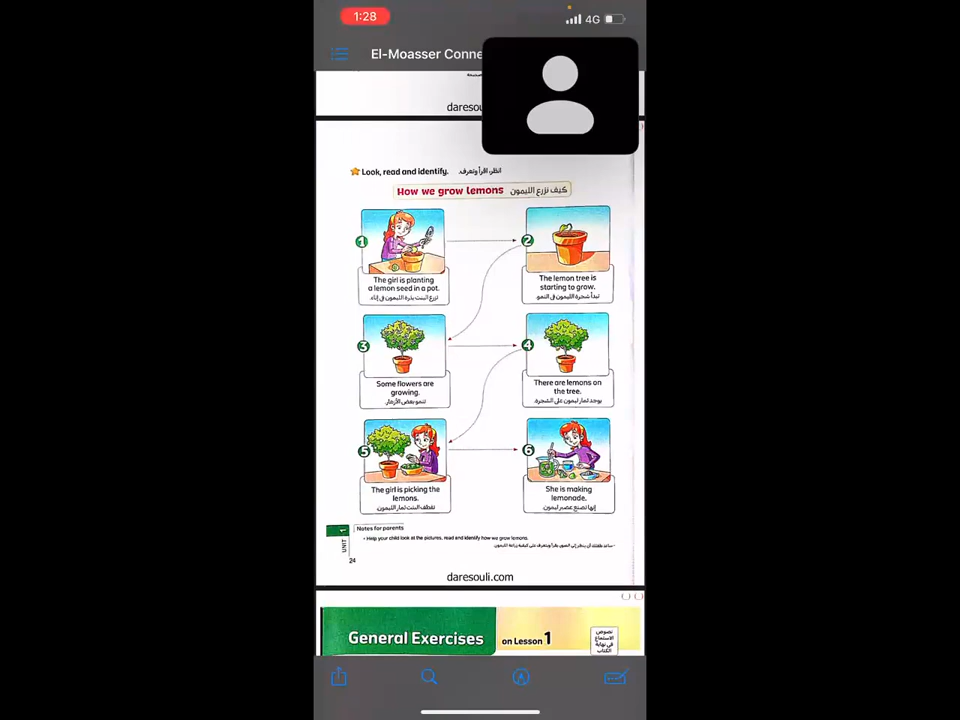 1:28
4G
El-Moasser Conne
daresou
Look, read and identify. انظر، اقرأ وتعرف.
How we grow lemons كيف نزرع الليمون
1
The girl is planting
a lemon seed in a pot.
تزرع البنت بذرة الليمون في إناء.
2
The lemon tree is
starting to grow.
تبدأ شجرة الليمون في النمو.
3
Some flowers are
growing.
تنمو بعض الأزهار.
4
There are lemons on
the tree.
يوجد ثمار ليمون على الشجرة.
5
The girl is picking the
lemons.
تقطف البنت ثمار الليمون.
6
She is making
lemonade.
إنها تصنع عصير ليمون.
Notes for parents
• Help your child look at the pictures, read and identify how we grow lemons.
UNIT 1
24
daresouli.com
General Exercises on Lesson 1
نصوص
الاستماع
في نهاية
الكتاب